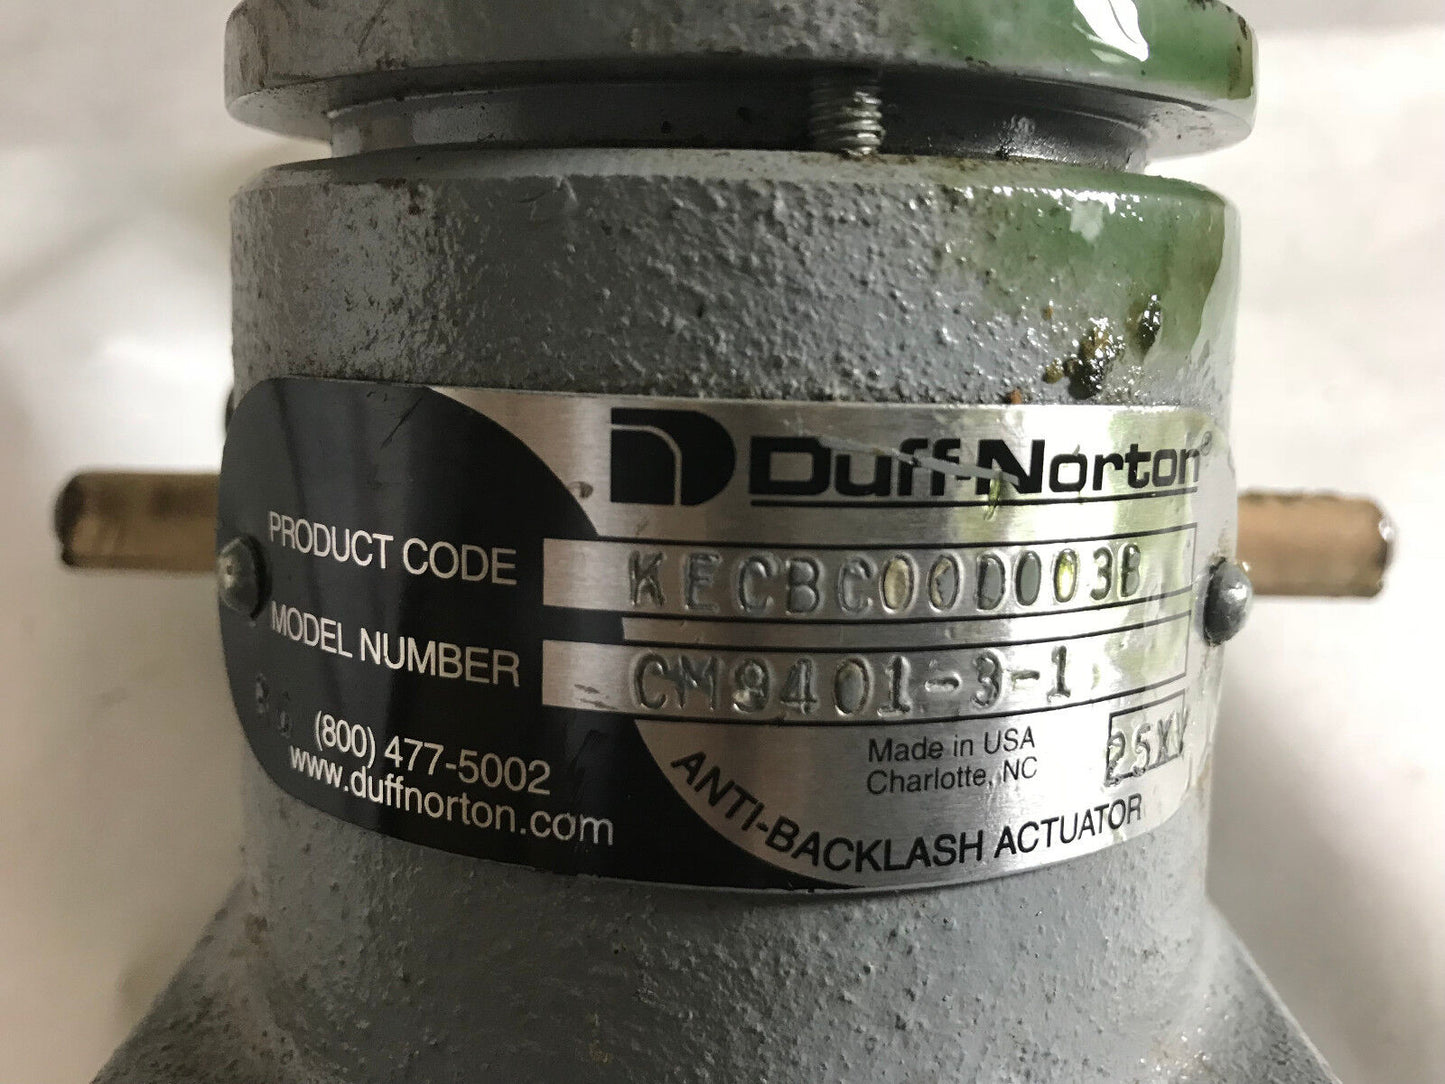 Duff-Norton®
PRODUCT CODE KECBC00D003B
MODEL NUMBER CM9401-3-1
(800) 477-5002
www.duffnorton.com
Made in USA
Charlotte, NC
ANTI-BACKLASH ACTUATOR